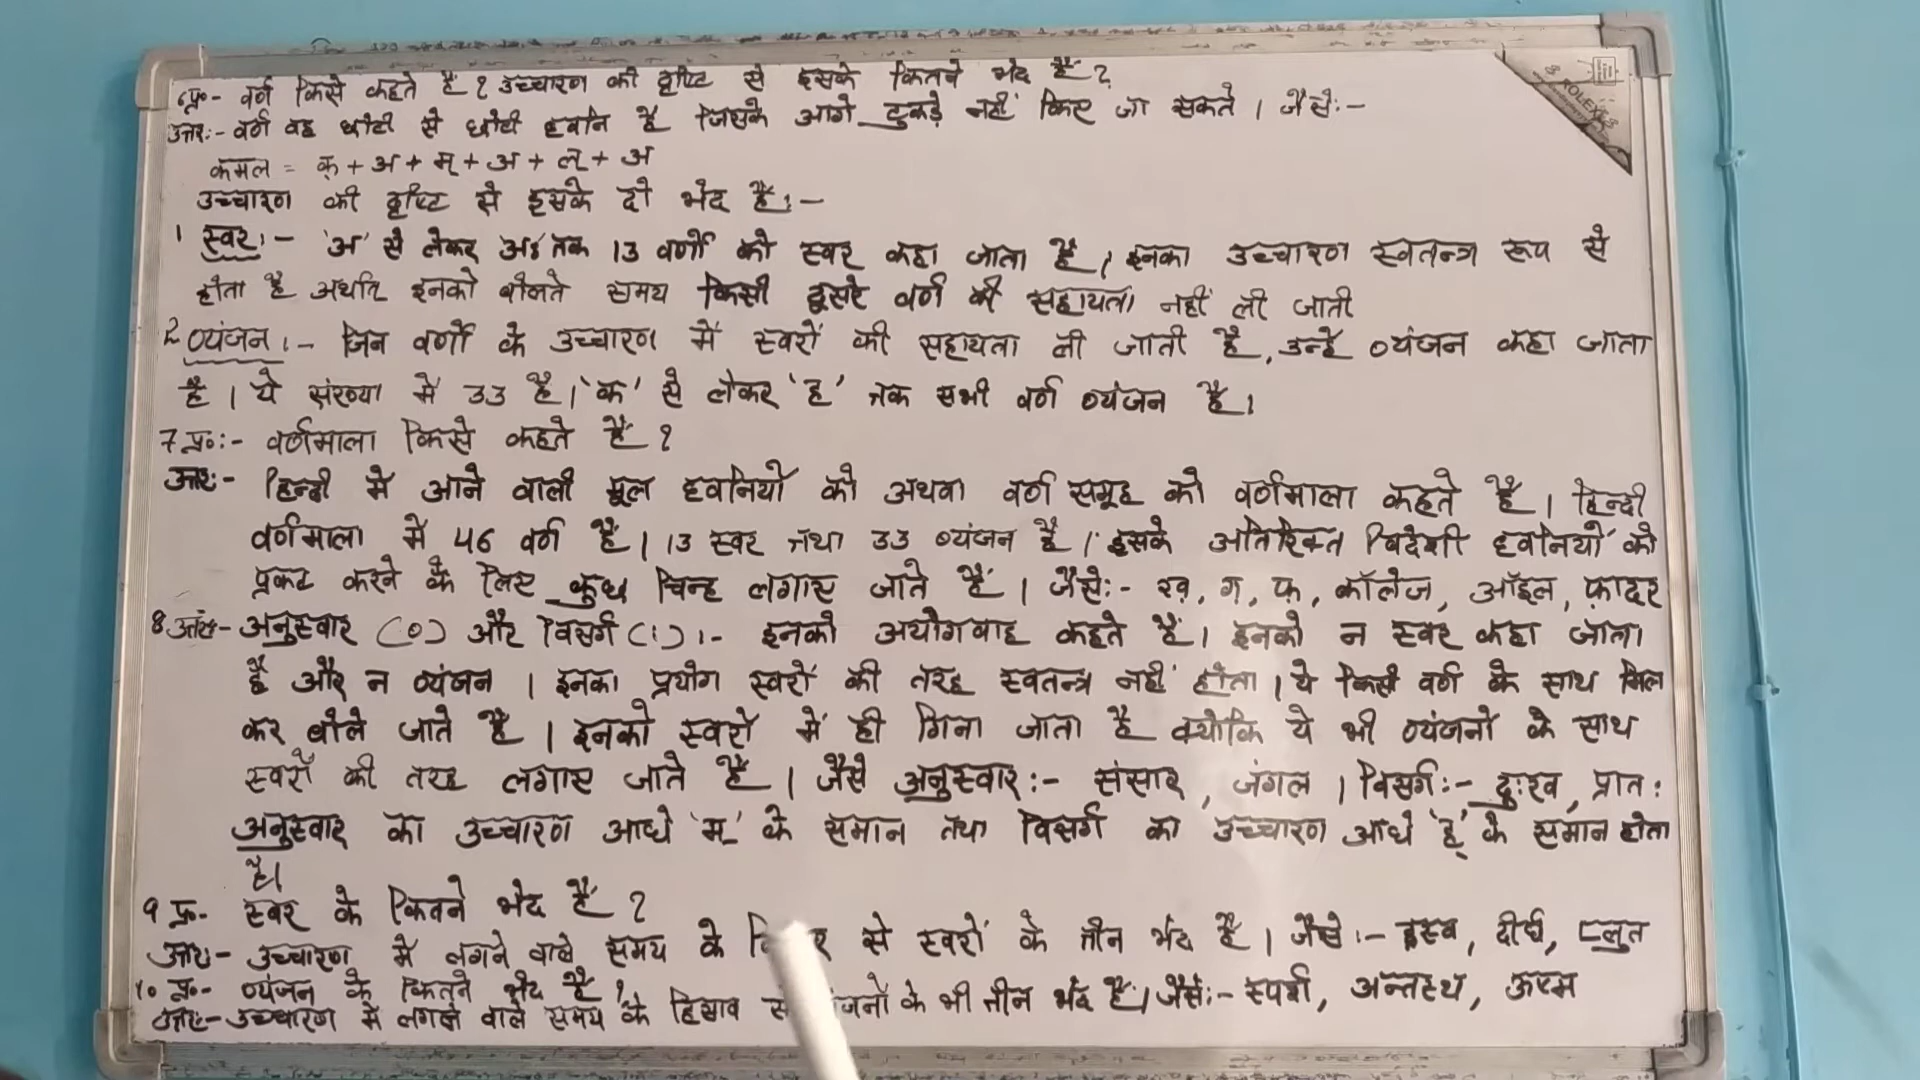 6प्र०- वर्ण किसे कहते हैं ? उच्चारण की दृष्टि से इसके कितने भेद हैं ?
उत्तर:- वर्ण वह छोटी से छोटी ध्वनि है जिसके आगे टुकड़े नहीं किए जा सकते । जैसे:-
कमल = क् + अ + म् + अ + ल् + अ
उच्चारण की दृष्टि से इसके दो भेद हैं:-
1 स्वर:- 'अ' से लेकर 'अः' तक 13 वर्णों को स्वर कहा जाता है । इनका उच्चारण स्वतन्त्र रूप से
होता है अर्थात इनको बोलते समय किसी दूसरे वर्ण की सहायता नहीं ली जाती
2 व्यंजन:- जिन वर्णों के उच्चारण में स्वरों की सहायता ली जाती है, उन्हें व्यंजन कहा जाता
है । ये संख्या में 33 है । 'क' से लेकर 'ह' तक सभी वर्ण व्यंजन है ।
7 प्र०:- वर्णमाला किसे कहते हैं ?
उत्तर:- हिन्दी में आने वाली मूल ध्वनियों को अथवा वर्ण समूह को वर्णमाला कहते है । हिन्दी
वर्णमाला में 46 वर्ण हैं । 13 स्वर तथा 33 व्यंजन है । इसके अतिरिक्त विदेशी ध्वनियों को
प्रकट करने के लिए कुछ चिन्ह लगाए जाते हैं । जैसे:- ख़, ग़, फ़, कॉलेज, ऑइल, फ़ादर
8 अनुस्वार (०) और विसर्ग (:) :- इनको अयोगवाह कहते हैं । इनको न स्वर कहा जाता
है और न व्यंजन । इनका प्रयोग स्वरों की तरह स्वतन्त्र नहीं होता । ये किसी वर्ण के साथ मिल
कर बोले जाते है । इनको स्वरों में ही गिना जाता है क्योकि ये भी व्यंजनों के साथ
स्वरों की तरह लगाए जाते हैं । जैसे अनुस्वार:- संसार, जंगल । विसर्ग:- दुःख, प्रातः
अनुस्वार का उच्चारण आधे 'म्' के समान तथा विसर्ग का उच्चारण आधे 'ह्' के समान होता
है।
9 प्र०- स्वर के कितने भेद हैं ?
उत्तर:- उच्चारण में लगने वाले समय के से स्वरों के तीन भेद है । जैसे:- ह्रस्व, दीर्घ, प्लुत
10 प्र०- व्यंजन के कितने भेद है ?
उत्तर:- उच्चारण में लगने वाले समय के हिसाब के भी तीन भेद है। जैसे:- स्पर्श, अन्तस्थ, ऊष्म
ROLEX